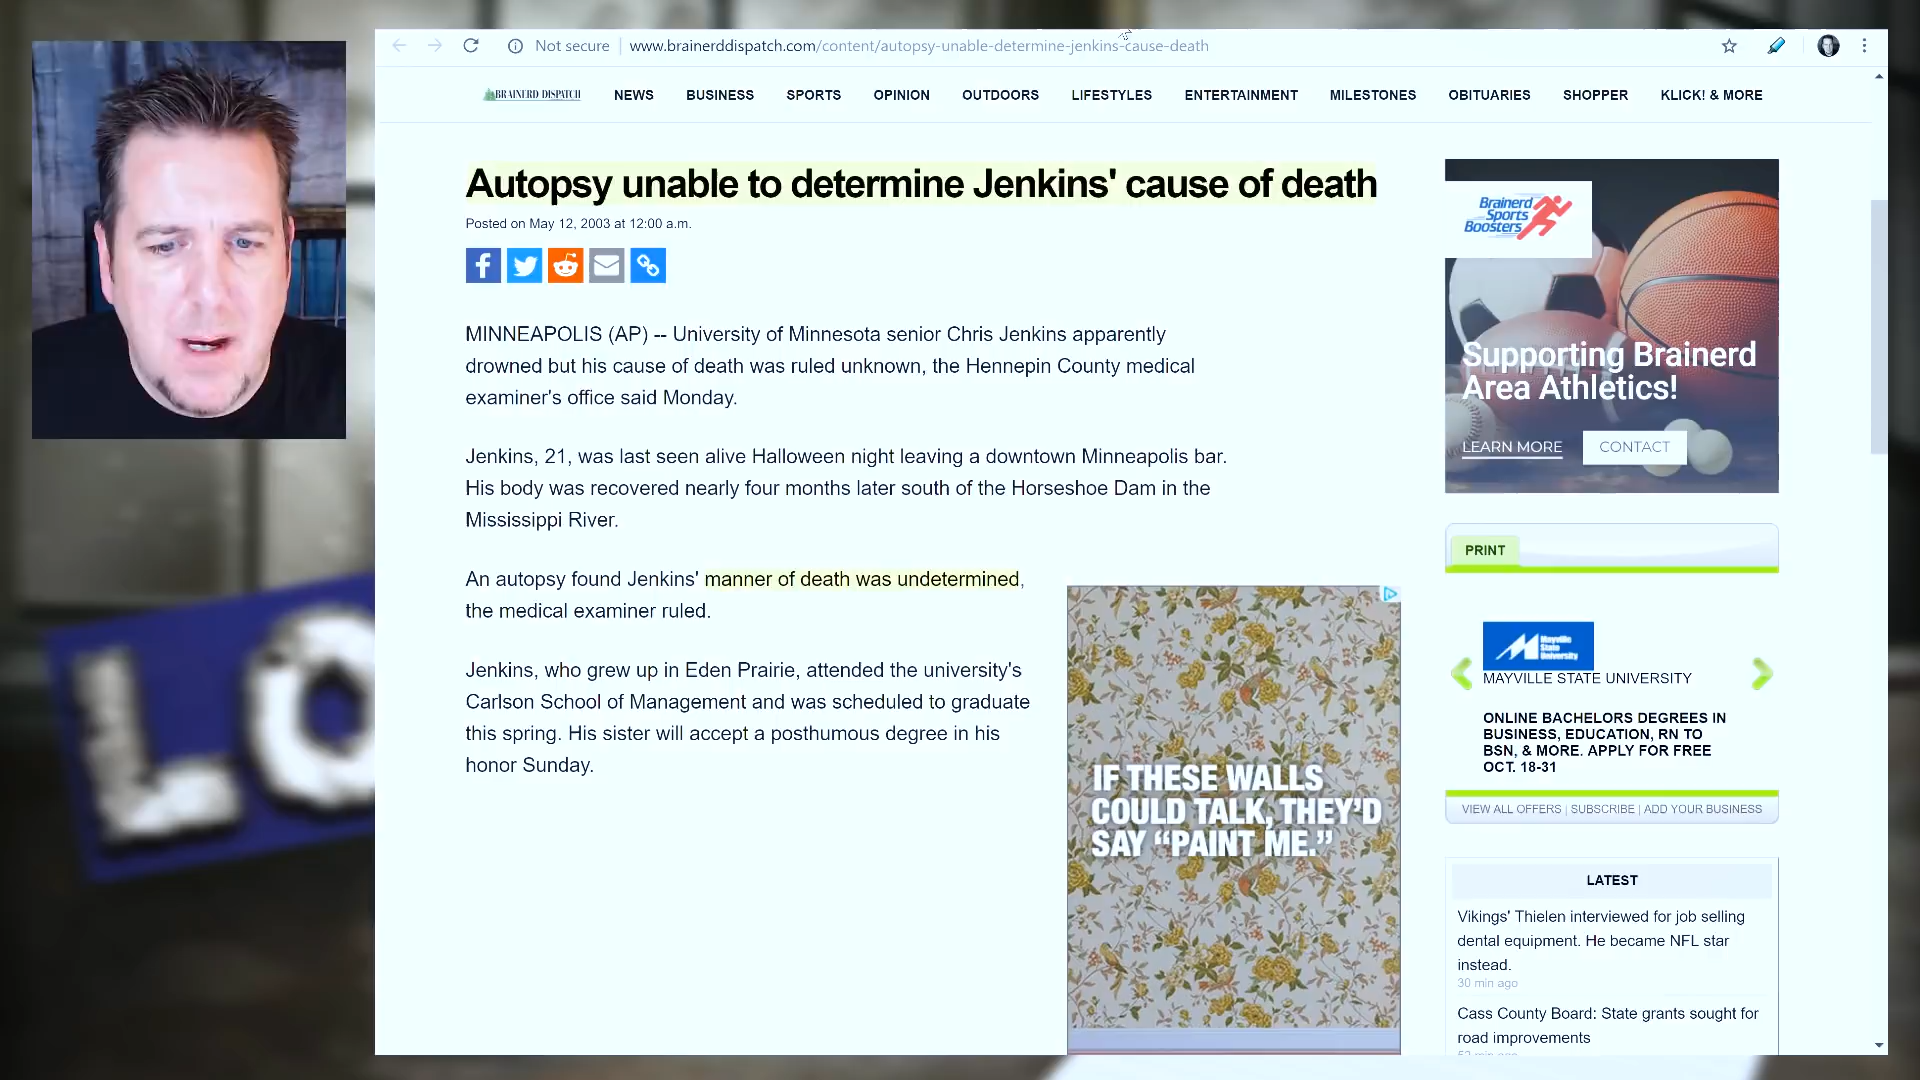 Not secure
www.brainerddispatch.com/content/autopsy-unable-determine-jenkins-cause-death
BRAINERD DISPATCH
NEWS
BUSINESS
SPORTS
OPINION
OUTDOORS
LIFESTYLES
ENTERTAINMENT
MILESTONES
OBITUARIES
SHOPPER
KLICK! & MORE
Autopsy unable to determine Jenkins' cause of death
Posted on May 12, 2003 at 12:00 a.m.
MINNEAPOLIS (AP) -- University of Minnesota senior Chris Jenkins apparently
drowned but his cause of death was ruled unknown, the Hennepin County medical
examiner's office said Monday.
Jenkins, 21, was last seen alive Halloween night leaving a downtown Minneapolis bar.
His body was recovered nearly four months later south of the Horseshoe Dam in the
Mississippi River.
An autopsy found Jenkins' manner of death was undetermined,
the medical examiner ruled.
Jenkins, who grew up in Eden Prairie, attended the university's
Carlson School of Management and was scheduled to graduate
this spring. His sister will accept a posthumous degree in his
honor Sunday.
IF THESE WALLS
COULD TALK, THEY'D
SAY “PAINT ME.”
Brainerd
Sports
Boosters
Supporting Brainerd
Area Athletics!
LEARN MORE
CONTACT
PRINT
Mayville
State
University
MAYVILLE STATE UNIVERSITY
ONLINE BACHELORS DEGREES IN
BUSINESS, EDUCATION, RN TO
BSN, & MORE. APPLY FOR FREE
OCT. 18-31
VIEW ALL OFFERS | SUBSCRIBE | ADD YOUR BUSINESS
LATEST
Vikings' Thielen interviewed for job selling
dental equipment. He became NFL star
instead.
30 min ago
Cass County Board: State grants sought for
road improvements
LO